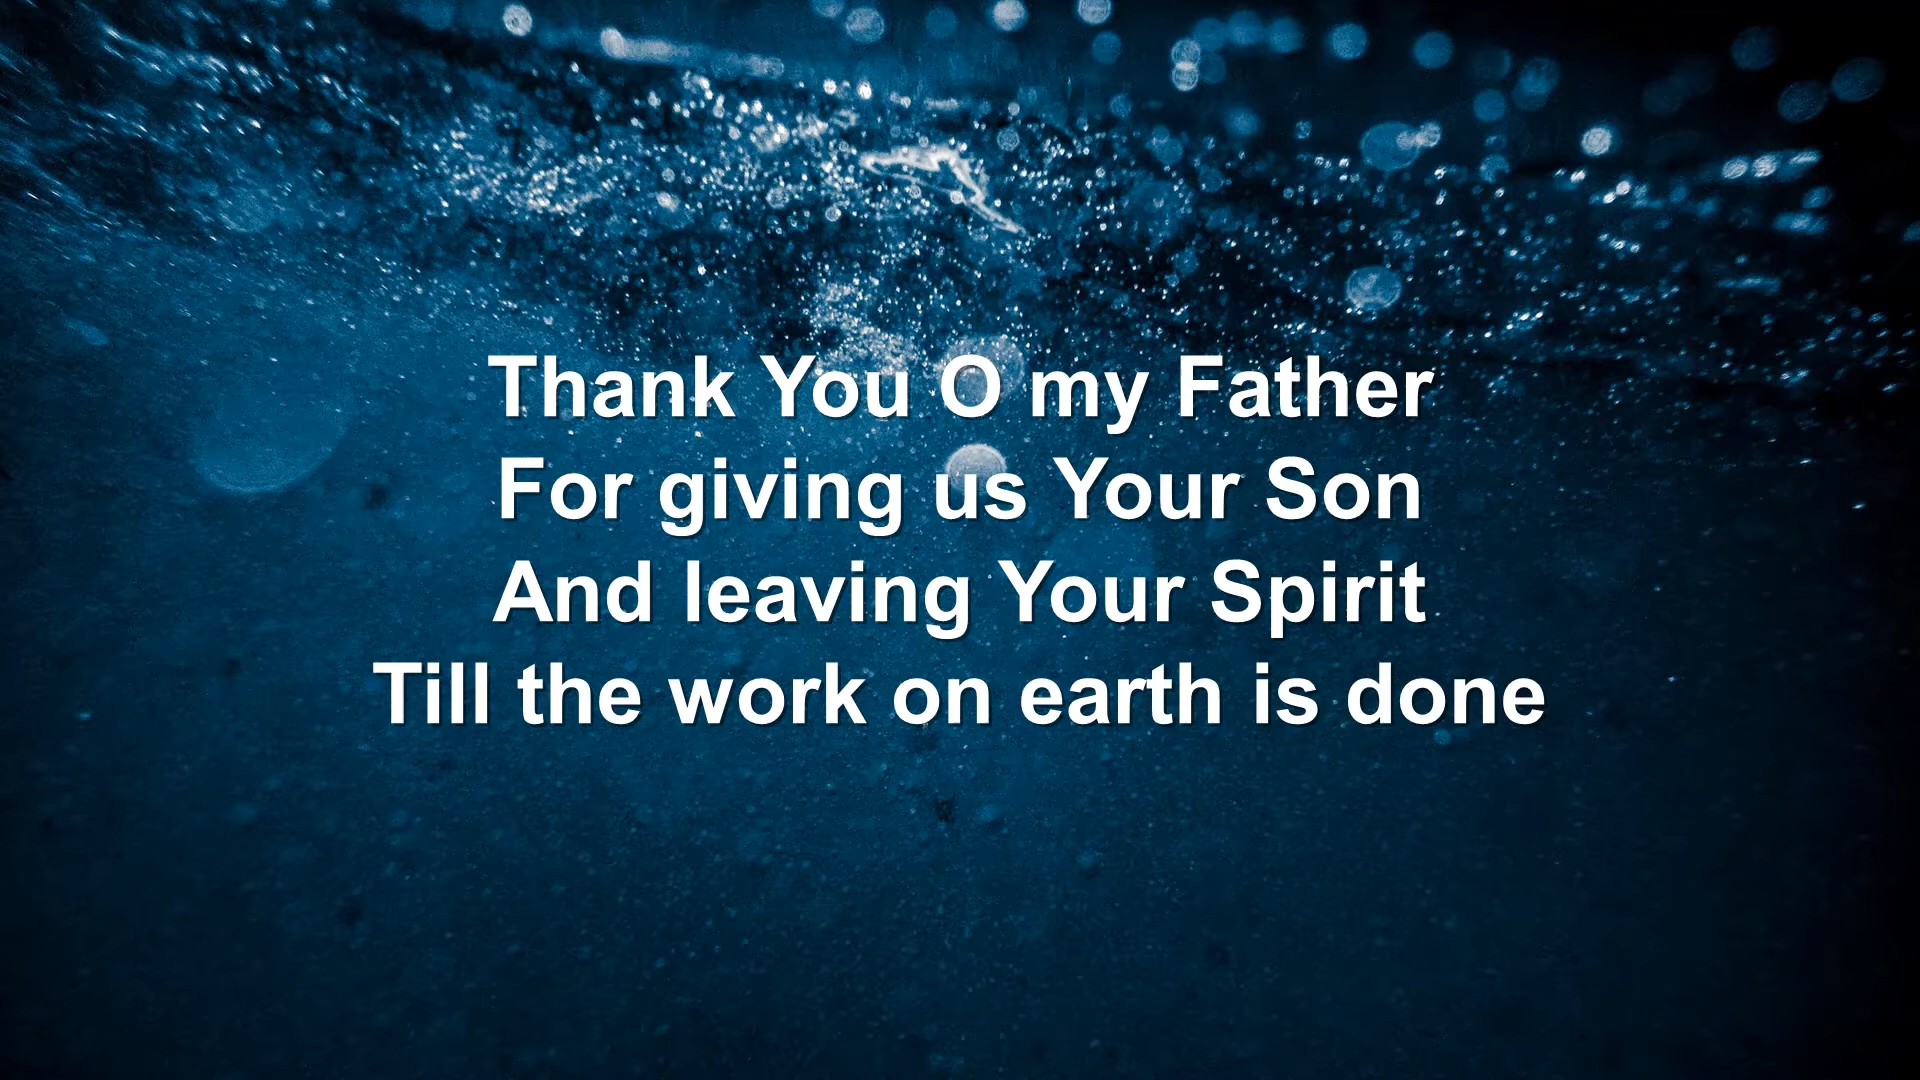 Thank You O my Father
For giving us Your Son
And leaving Your Spirit
Till the work on earth is done